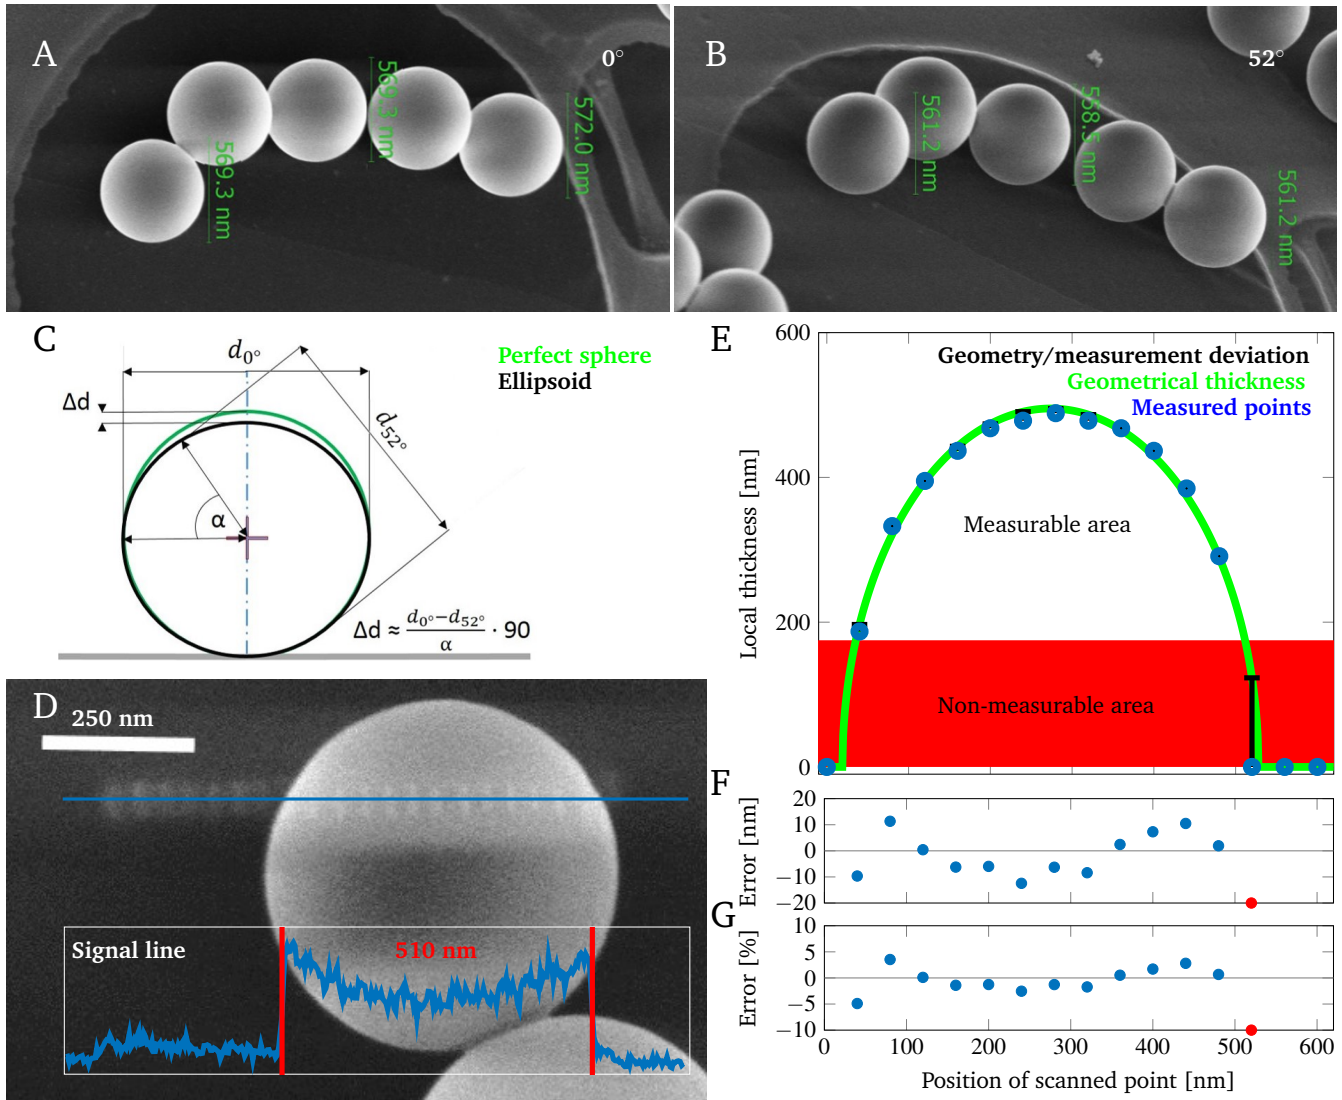 A
0°
569.3 nm
569.3 nm
572.0 nm
B
52°
561.2 nm
558.5 nm
561.2 nm
C
d0°
Perfect sphere
Ellipsoid
Δd
d52°
α
Δd ≈ (d0°−d52°)/α · 90
D
250 nm
Signal line
510 nm
E
Geometry/measurement deviation
Geometrical thickness
Measured points
600
400
200
0
Local thickness [nm]
Measurable area
Non-measurable area
F
20
10
0
−10
−20
Error [nm]
G
10
5
0
−5
−10
Error [%]
0 100 200 300 400 500 600
Position of scanned point [nm]